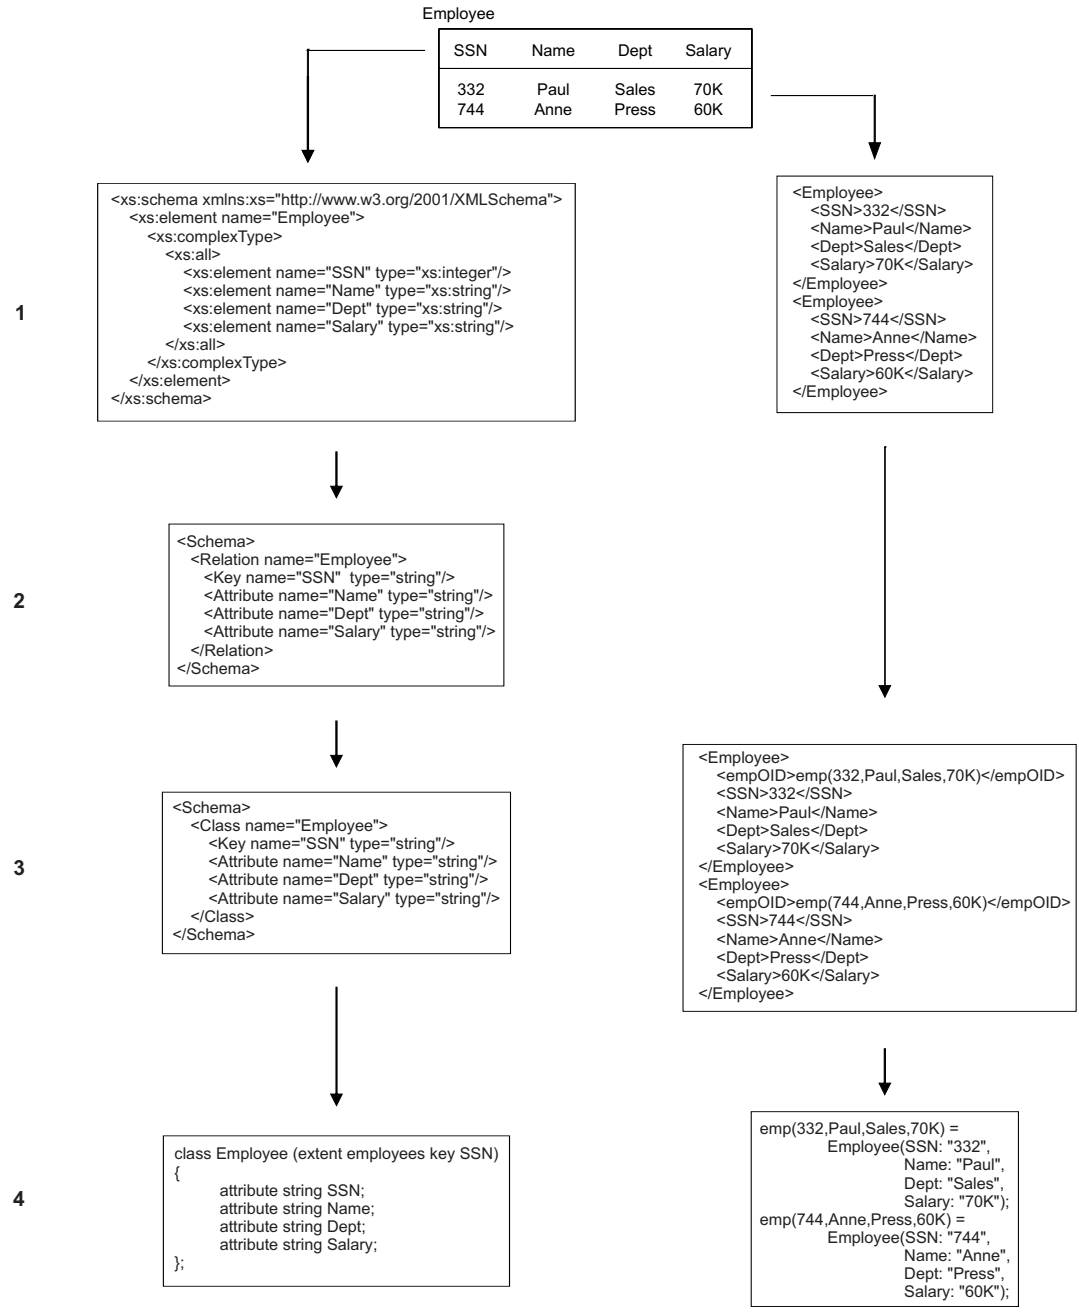 Employee
SSN Name Dept Salary
332 Paul Sales 70K
744 Anne Press 60K
1
<xs:schema xmlns:xs="http://www.w3.org/2001/XMLSchema">
<xs:element name="Employee">
<xs:complexType>
<xs:all>
<xs:element name="SSN" type="xs:integer"/>
<xs:element name="Name" type="xs:string"/>
<xs:element name="Dept" type="xs:string"/>
<xs:element name="Salary" type="xs:string"/>
</xs:all>
</xs:complexType>
</xs:element>
</xs:schema>
<Employee>
<SSN>332</SSN>
<Name>Paul</Name>
<Dept>Sales</Dept>
<Salary>70K</Salary>
</Employee>
<Employee>
<SSN>744</SSN>
<Name>Anne</Name>
<Dept>Press</Dept>
<Salary>60K</Salary>
</Employee>
2
<Schema>
<Relation name="Employee">
<Key name="SSN" type="string"/>
<Attribute name="Name" type="string"/>
<Attribute name="Dept" type="string"/>
<Attribute name="Salary" type="string"/>
</Relation>
</Schema>
3
<Schema>
<Class name="Employee">
<Key name="SSN" type="string"/>
<Attribute name="Name" type="string"/>
<Attribute name="Dept" type="string"/>
<Attribute name="Salary" type="string"/>
</Class>
</Schema>
<Employee>
<empOID>emp(332,Paul,Sales,70K)</empOID>
<SSN>332</SSN>
<Name>Paul</Name>
<Dept>Sales</Dept>
<Salary>70K</Salary>
</Employee>
<Employee>
<empOID>emp(744,Anne,Press,60K)</empOID>
<SSN>744</SSN>
<Name>Anne</Name>
<Dept>Press</Dept>
<Salary>60K</Salary>
</Employee>
4
class Employee (extent employees key SSN)
{
attribute string SSN;
attribute string Name;
attribute string Dept;
attribute string Salary;
};
emp(332,Paul,Sales,70K) =
Employee(SSN: "332",
Name: "Paul",
Dept: "Sales",
Salary: "70K");
emp(744,Anne,Press,60K) =
Employee(SSN: "744",
Name: "Anne",
Dept: "Press",
Salary: "60K");